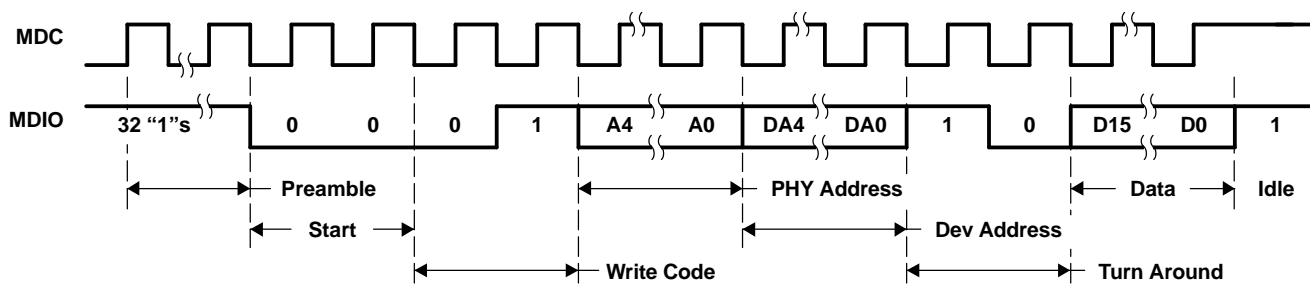 MDC
MDIO
32 “1”s 0 0 0 1 A4 A0 DA4 DA0 1 0 D15 D0 1
Preamble PHY Address Data Idle
Start Dev Address
Write Code Turn Around